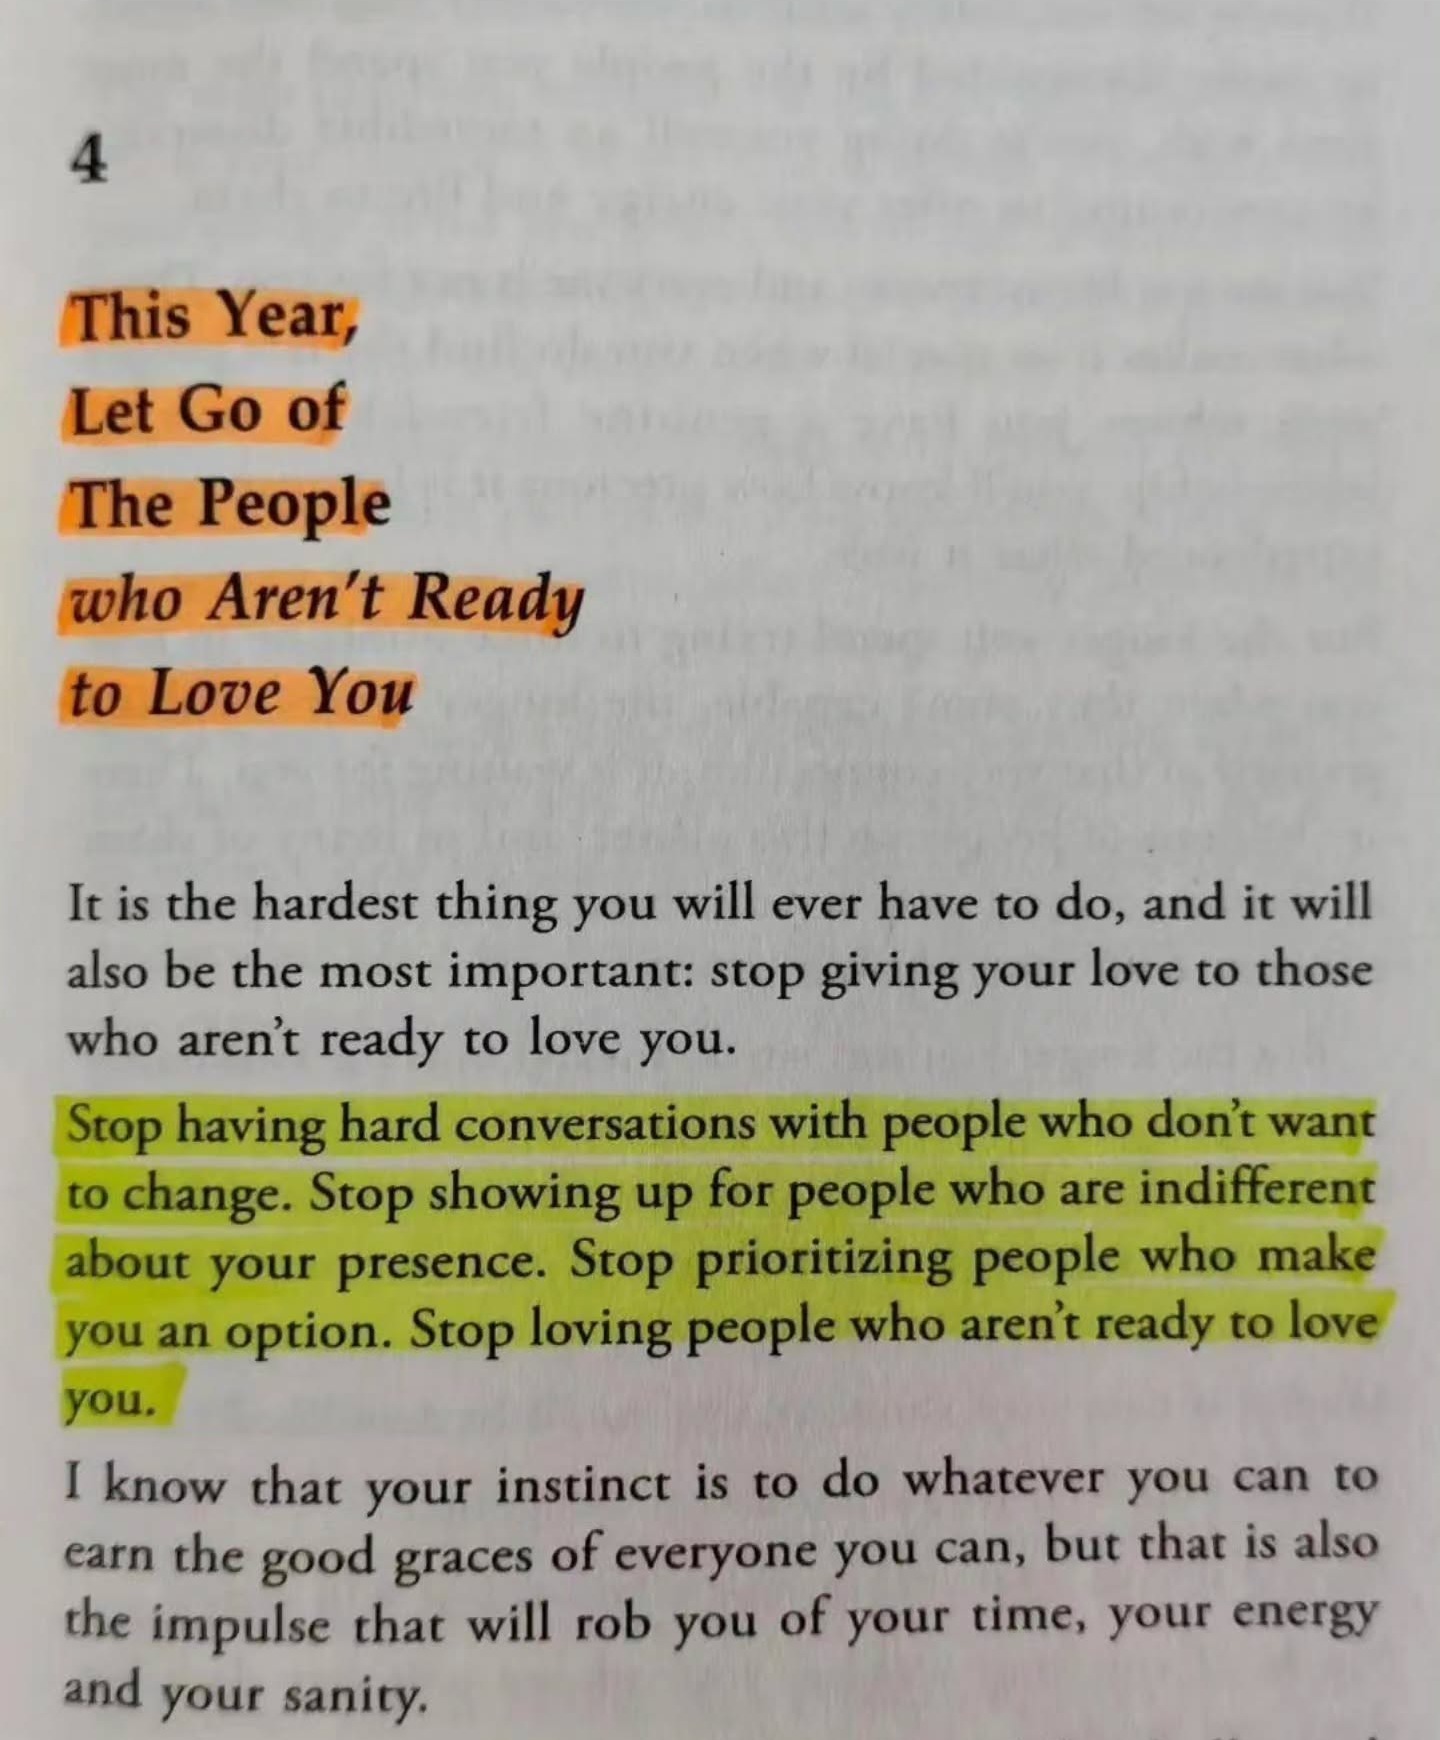 4
This Year,
Let Go of
The People
who Aren't Ready
to Love You
It is the hardest thing you will ever have to do, and it will
also be the most important: stop giving your love to those
who aren't ready to love you.
Stop having hard conversations with people who don't want
to change. Stop showing up for people who are indifferent
about your presence. Stop prioritizing people who make
you an option. Stop loving people who aren't ready to love
you.
I know that your instinct is to do whatever you can to
earn the good graces of everyone you can, but that is also
the impulse that will rob you of your time, your energy
and your sanity.